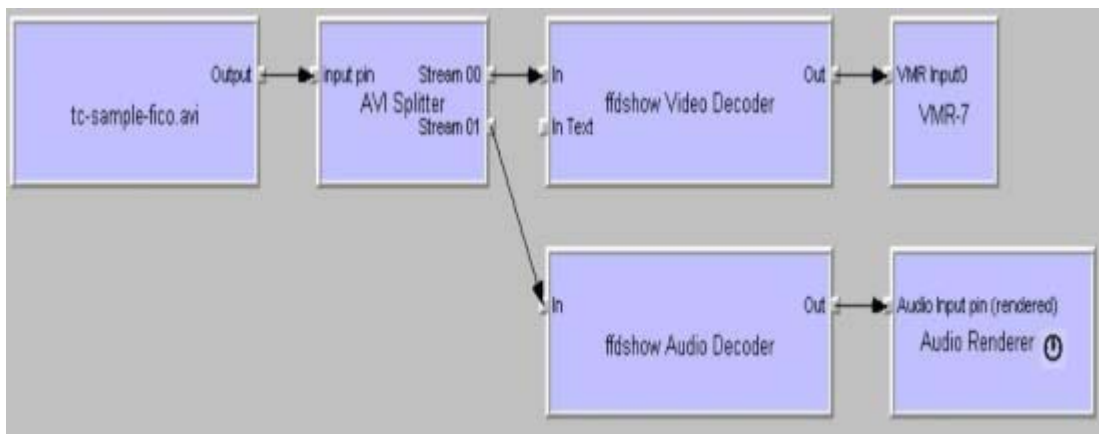 Output
tc-sample-fico.avi
Input pin
Stream 00
AVI Splitter
Stream 01
In
Out
ffdshow Video Decoder
In Text
VMR Input0
VMR-7
In
Out
ffdshow Audio Decoder
Audio Input pin (rendered)
Audio Renderer